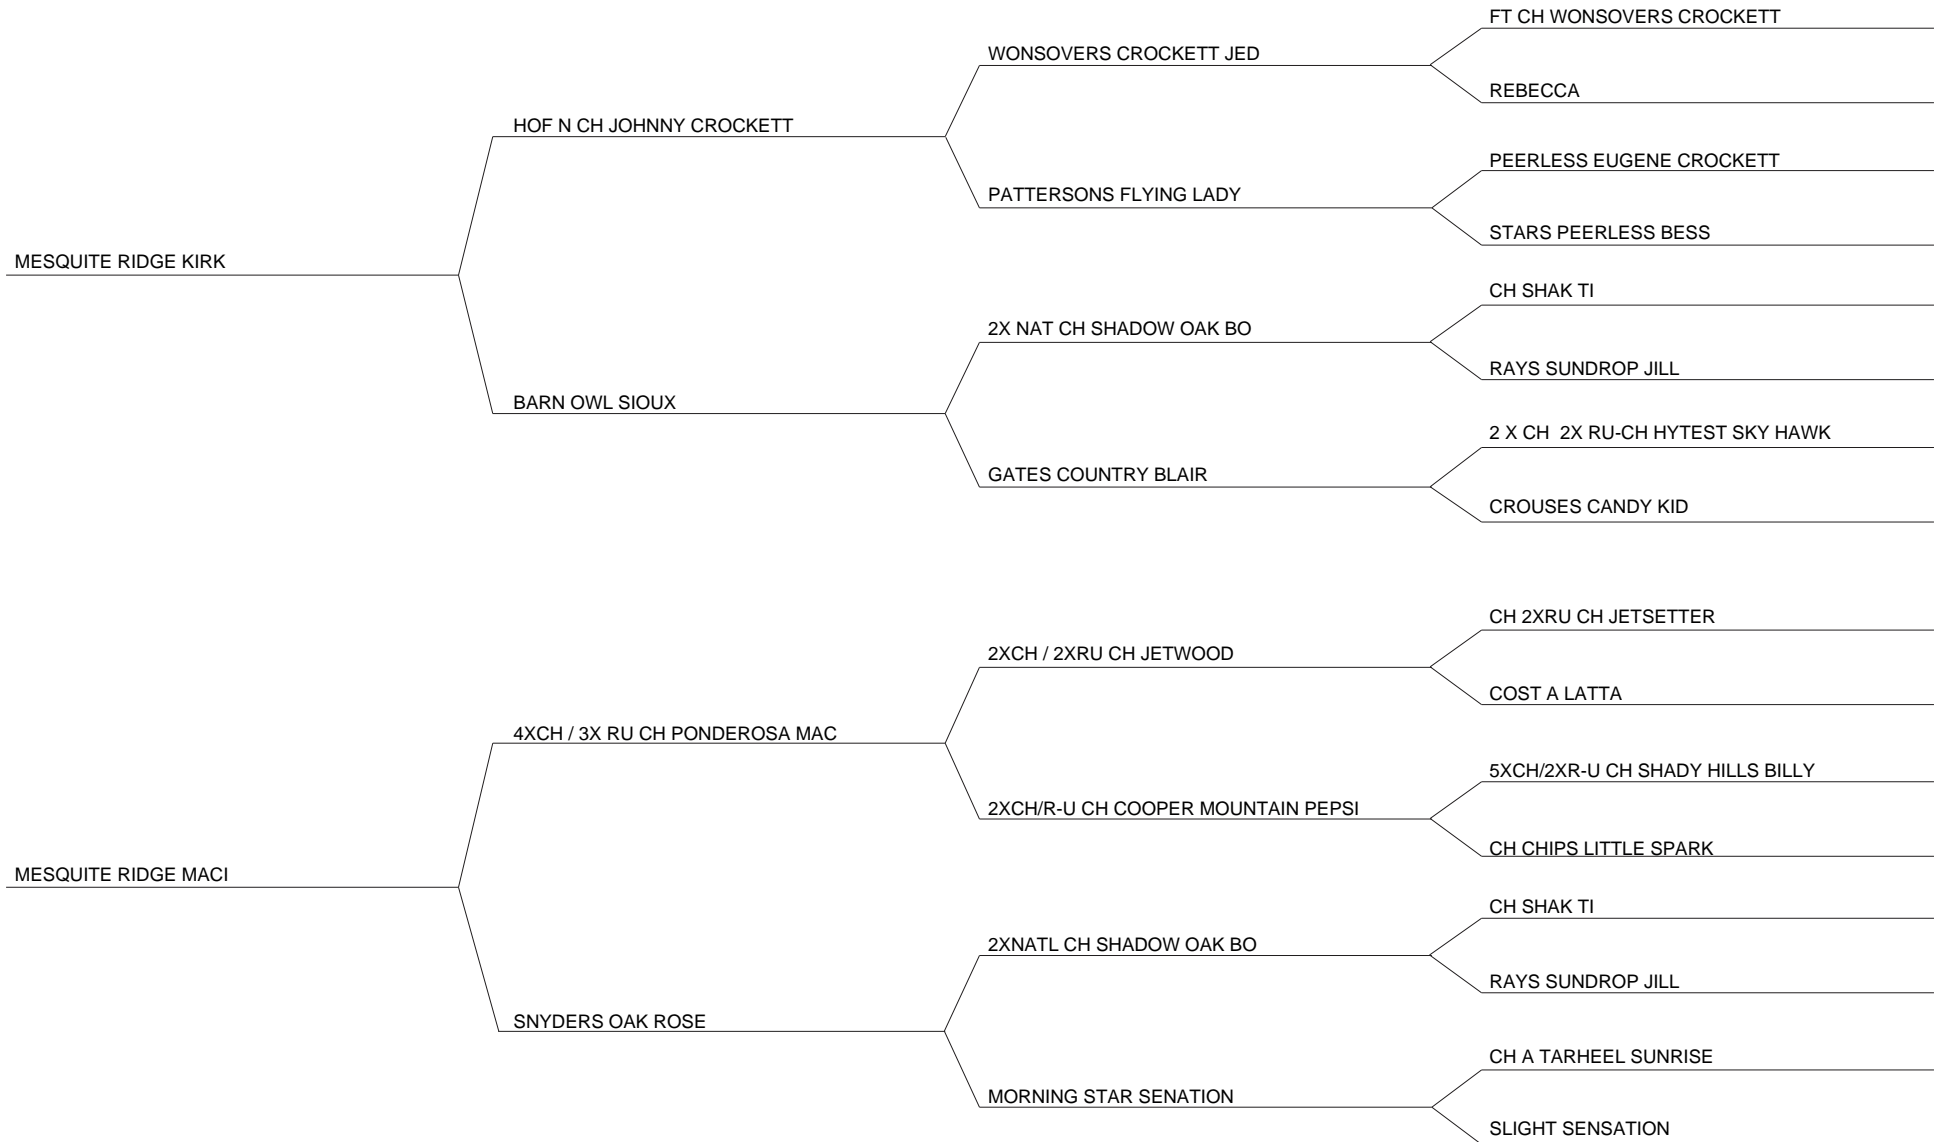 FT CH WONSOVERS CROCKETT
WONSOVERS CROCKETT JED
REBECCA
HOF N CH JOHNNY CROCKETT
PEERLESS EUGENE CROCKETT
PATTERSONS FLYING LADY
STARS PEERLESS BESS
MESQUITE RIDGE KIRK
CH SHAK TI
2X NAT CH SHADOW OAK BO
RAYS SUNDROP JILL
BARN OWL SIOUX
2 X CH  2X RU-CH HYTEST SKY HAWK
GATES COUNTRY BLAIR
CROUSES CANDY KID
CH 2XRU CH JETSETTER
2XCH / 2XRU CH JETWOOD
COST A LATTA
4XCH / 3X RU CH PONDEROSA MAC
5XCH/2XR-U CH SHADY HILLS BILLY
2XCH/R-U CH COOPER MOUNTAIN PEPSI
CH CHIPS LITTLE SPARK
MESQUITE RIDGE MACI
CH SHAK TI
2XNATL CH SHADOW OAK BO
RAYS SUNDROP JILL
SNYDERS OAK ROSE
CH A TARHEEL SUNRISE
MORNING STAR SENATION
SLIGHT SENSATION